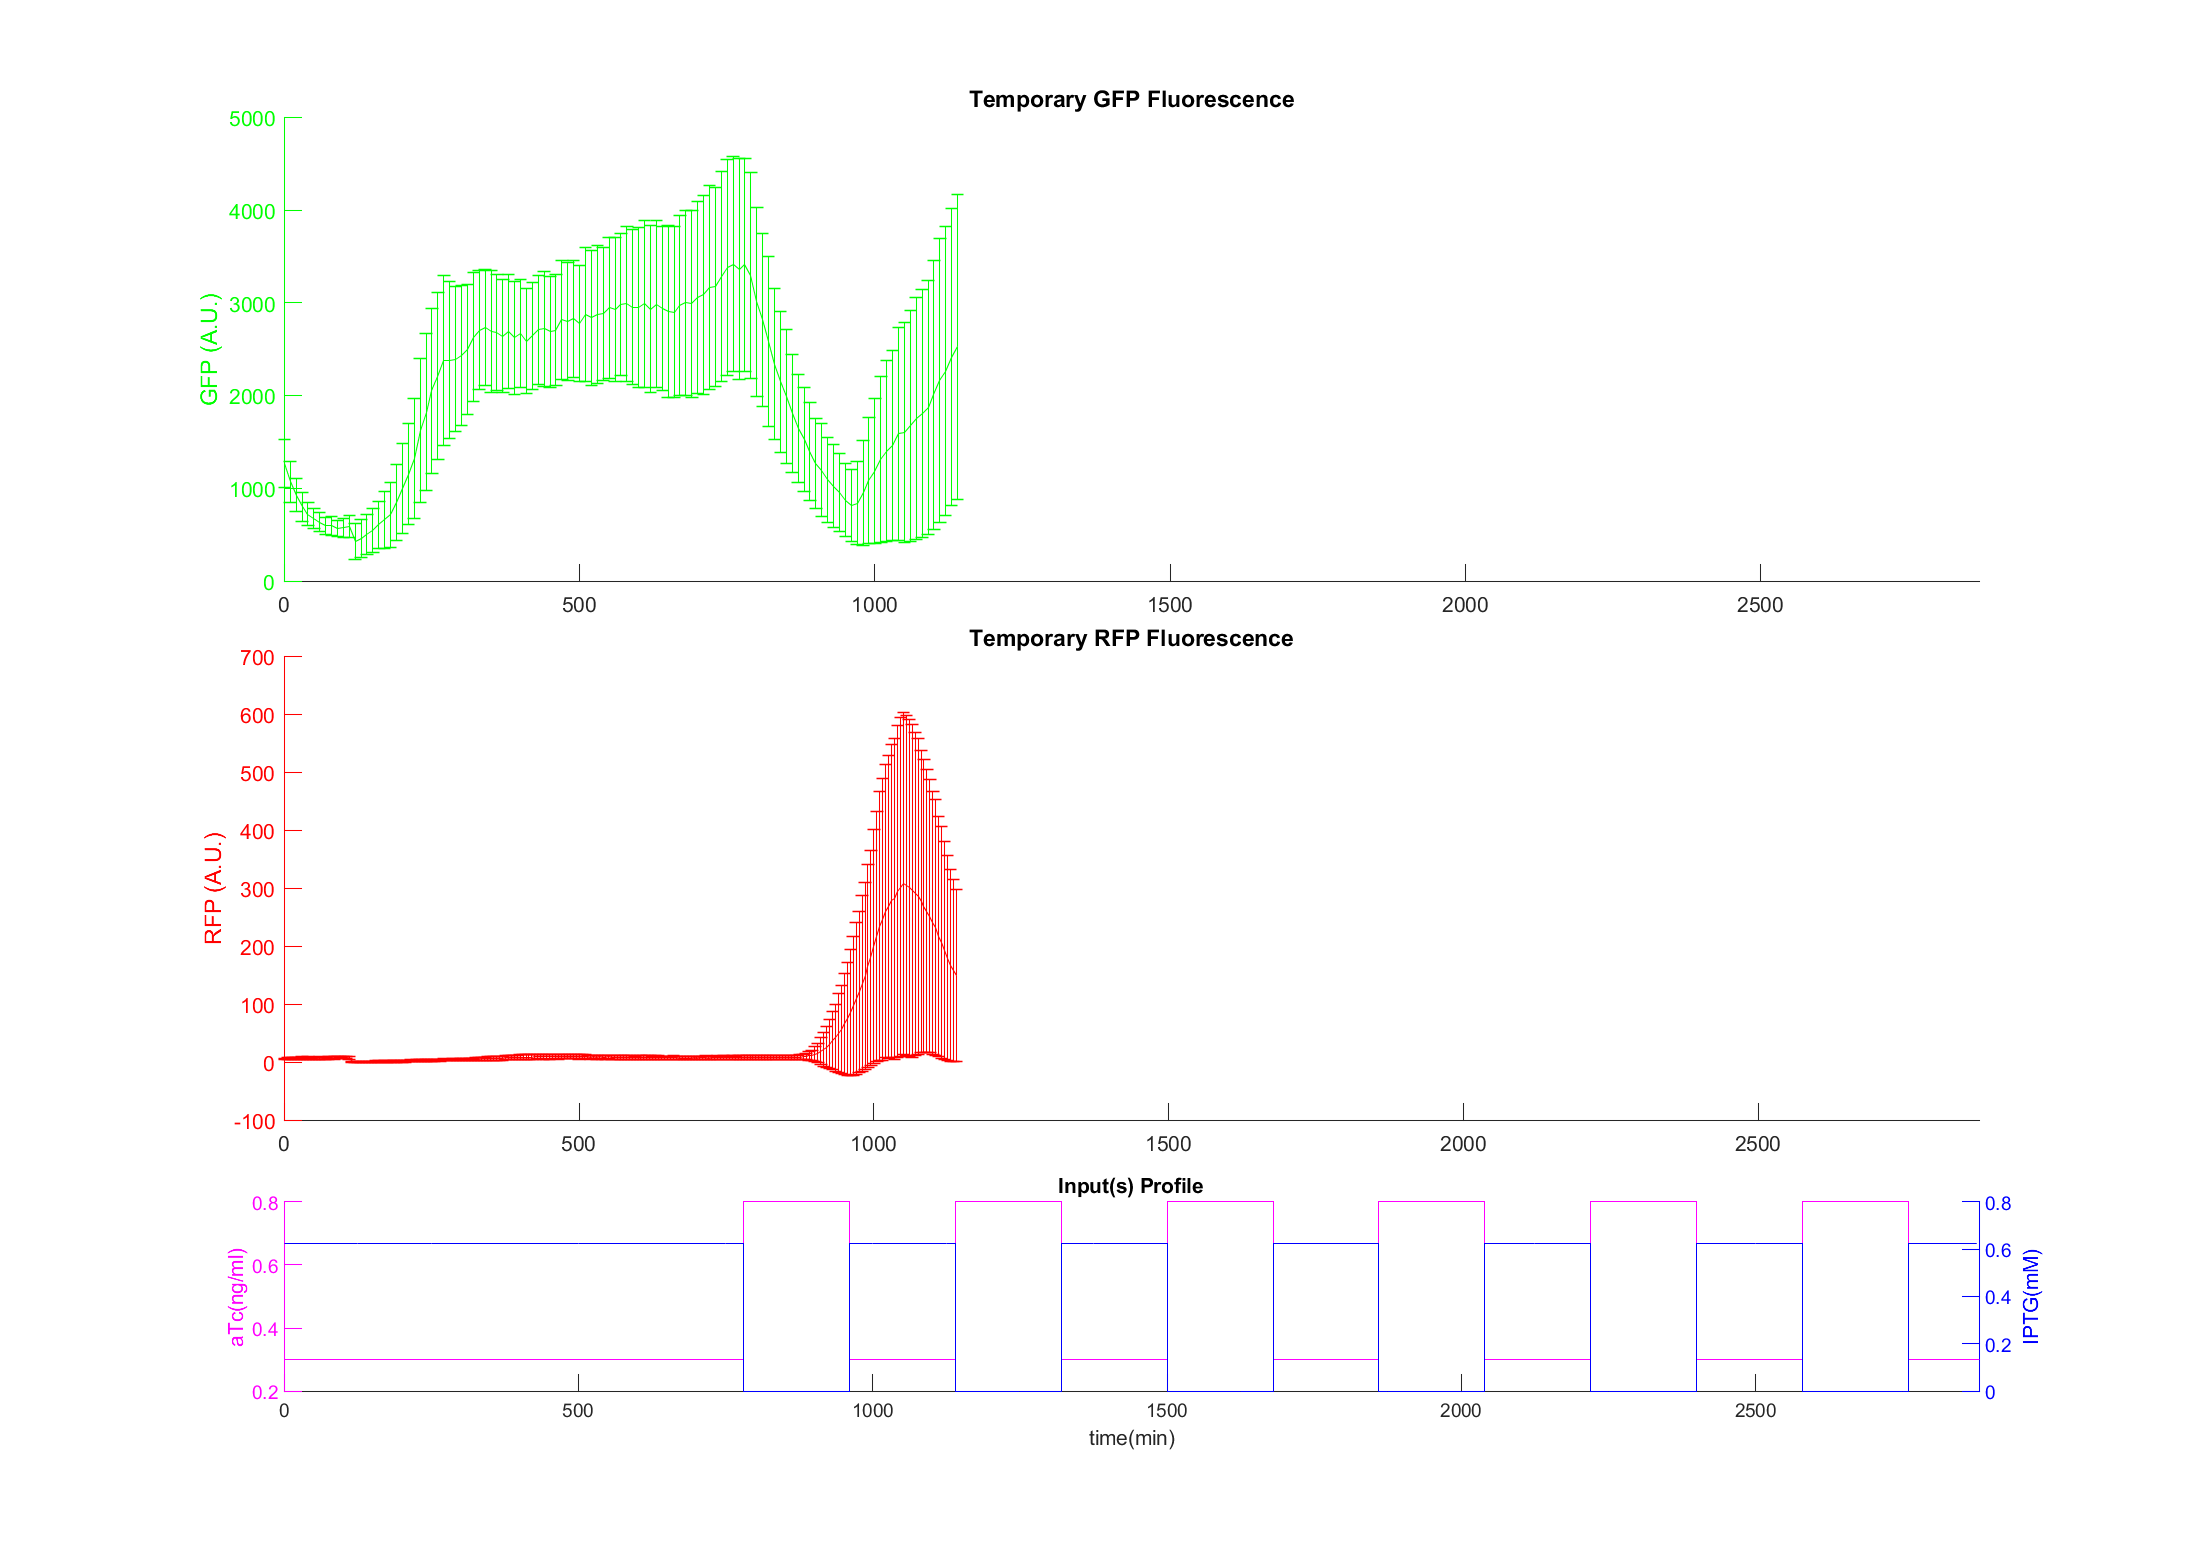 Temporary GFP Fluorescence
5000
4000
3000
2000
1000
0
GFP (A.U.)
0 500 1000 1500 2000 2500
Temporary RFP Fluorescence
700
600
500
400
300
200
100
0
-100
RFP (A.U.)
0 500 1000 1500 2000 2500
Input(s) Profile
0.8
0.6
0.4
0.2
aTc(ng/ml)
0.8
0.6
0.4
0.2
0
IPTG(mM)
0 500 1000 1500 2000 2500
time(min)